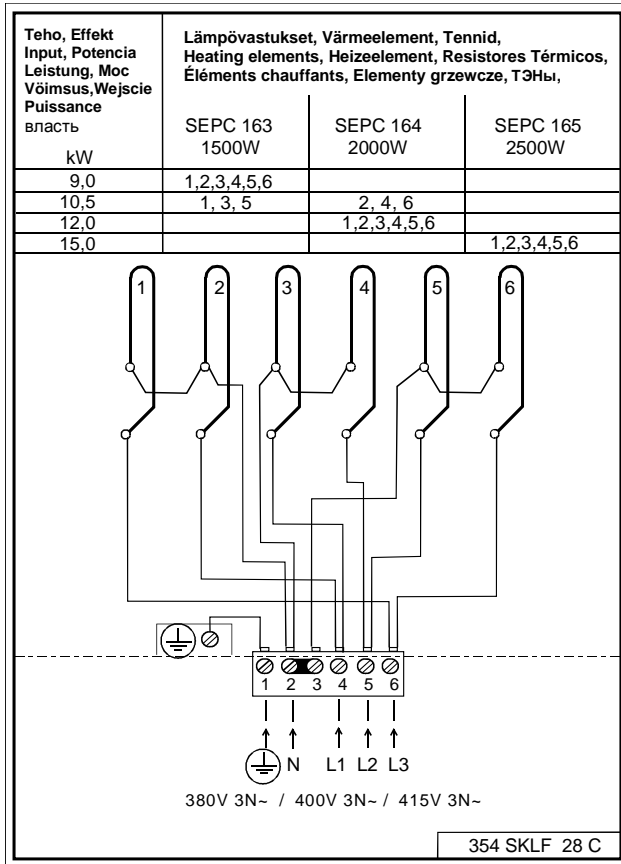 Teho, Effekt
Input, Potencia
Leistung, Moc
Vöimsus,Wejscie
Puissance
власть
kW
Lämpövastukset, Värmeelement, Tennid,
Heating elements, Heizeelement, Resistores Térmicos,
Éléments chauffants, Elementy grzewcze, ТЭНы,
SEPC 163 SEPC 164 SEPC 165
1500W 2000W 2500W
9,0 1,2,3,4,5,6
10,5 1, 3, 5 2, 4, 6
12,0 1,2,3,4,5,6
15,0 1,2,3,4,5,6
1 2 3 4 5 6
1 2 3 4 5 6
N L1 L2 L3
380V 3N~ / 400V 3N~ / 415V 3N~
354 SKLF 28 C